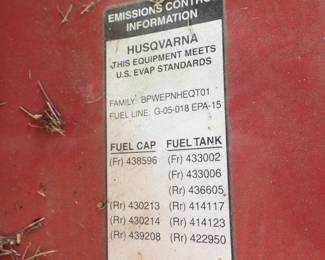 EMISSIONS CONTROL
INFORMATION
HUSQVARNA
THIS EQUIPMENT MEETS
U.S. EVAP STANDARDS
FAMILY: BPWEPNHEQT01
FUEL LINE: G-05-018 EPA-15
FUEL CAP FUEL TANK
(Fr) 438596 (Fr) 433002
(Fr) 433006
(Rr) 436605
(Rr) 430213 (Rr) 414117
(Rr) 430214 (Rr) 414123
(Rr) 439208 (Rr) 422950